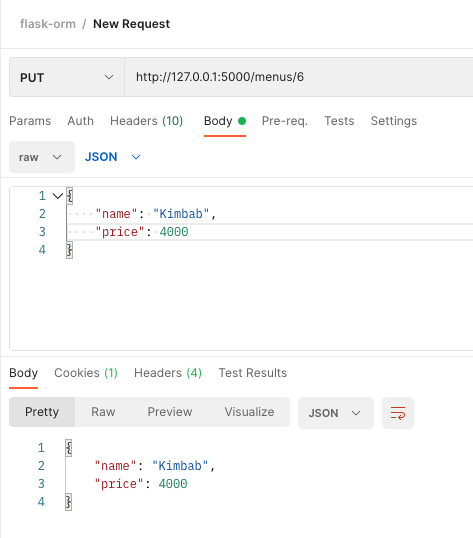 flask-orm / New Request
PUT http://127.0.0.1:5000/menus/6
Params Auth Headers (10) Body Pre-req. Tests Settings
raw JSON
1 {
2 "name": "Kimbab",
3 "price": 4000
4 }
Body Cookies (1) Headers (4) Test Results
Pretty Raw Preview Visualize JSON
1 {
2 "name": "Kimbab",
3 "price": 4000
4 }